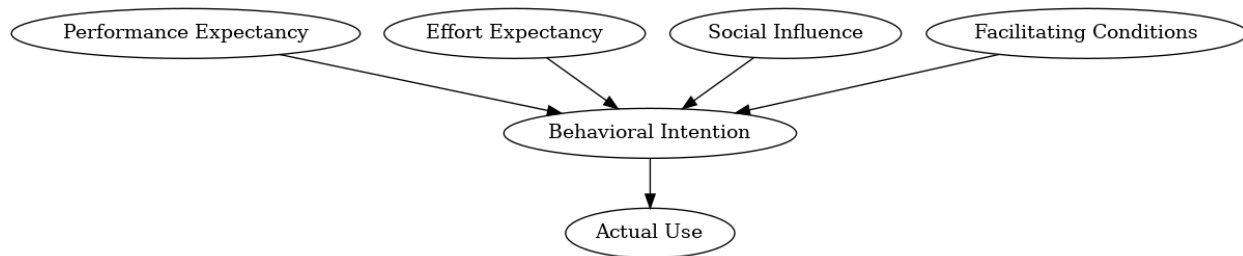 Performance Expectancy
Effort Expectancy
Social Influence
Facilitating Conditions
Behavioral Intention
Actual Use